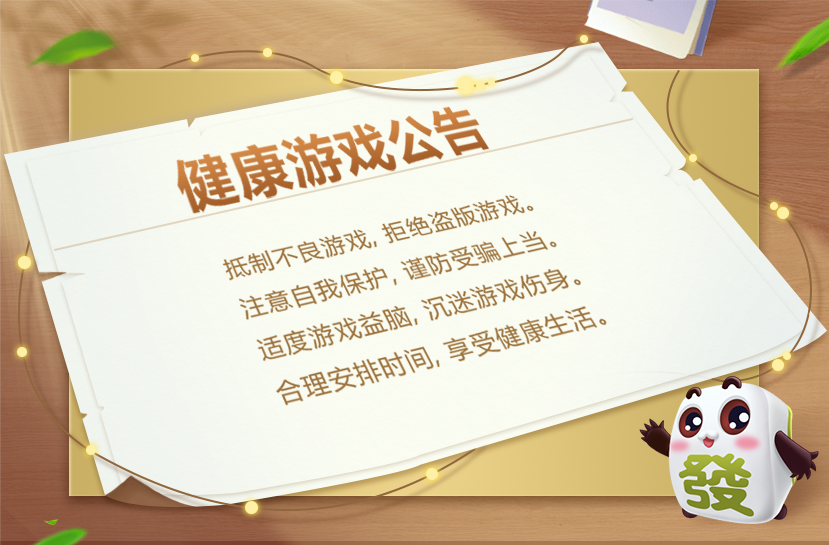 健康游戏公告
抵制不良游戏, 拒绝盗版游戏。
注意自我保护, 谨防受骗上当。
适度游戏益脑, 沉迷游戏伤身。
合理安排时间, 享受健康生活。
發